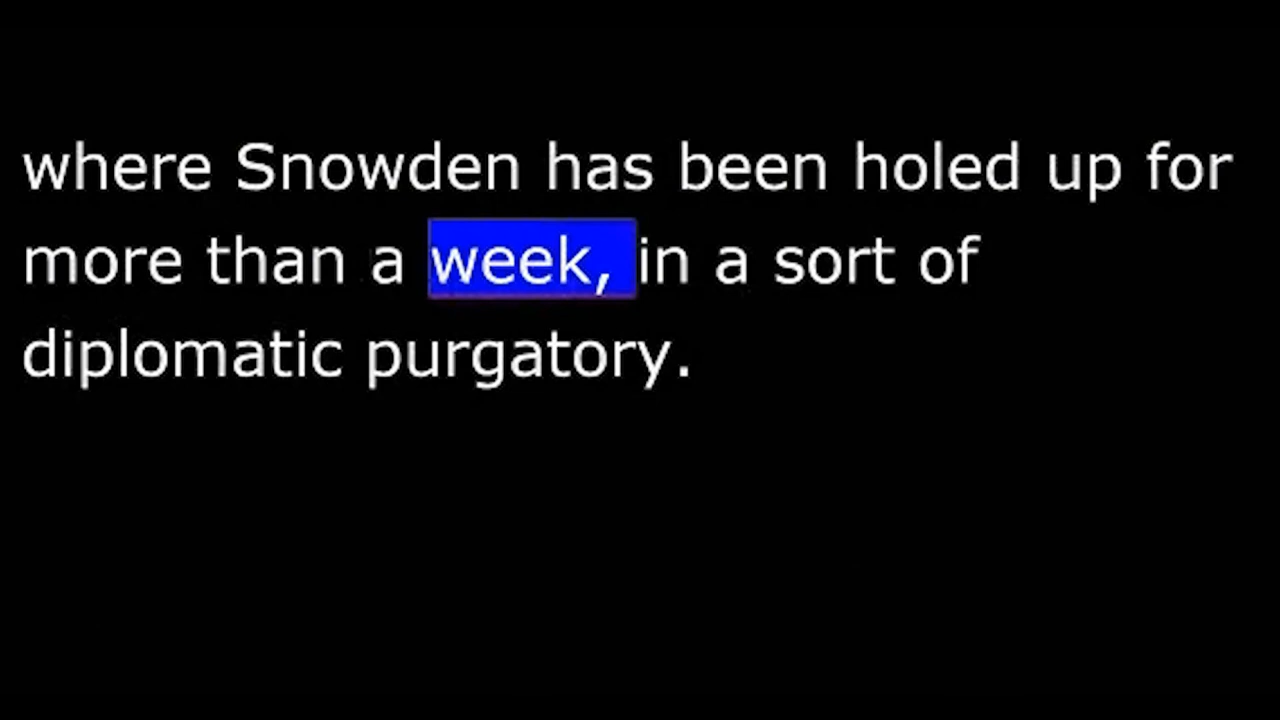 where Snowden has been holed up for
more than a week, in a sort of
diplomatic purgatory.